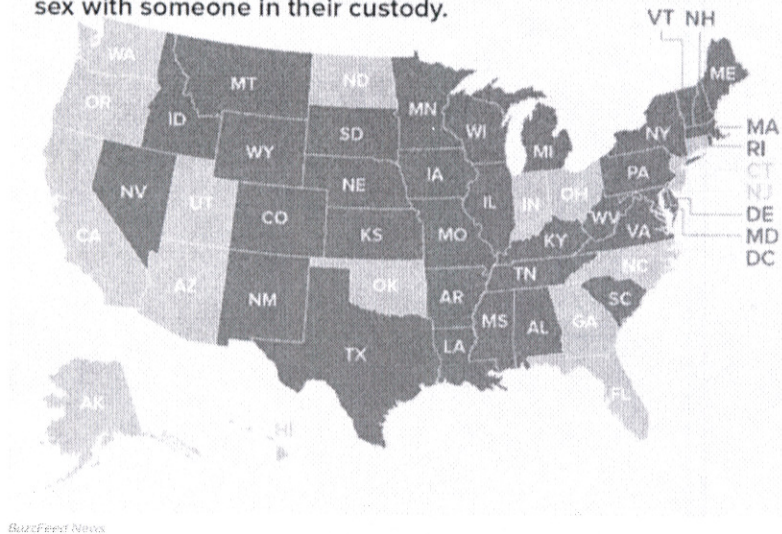 sex with someone in their custody.
VT NH
WA
MT
ND
ME
OR
MN
ID
SD
WI
NY
MA
WY
MI
RI
IA
PA
CT
NV
NE
NJ
UT
IL
IN
OH
DE
CO
WV
CA
KS
MO
VA
MD
KY
DC
NC
TN
AZ
OK
NM
AR
SC
MS
AL
GA
TX
LA
FL
AK
HI
BuzzFeed News